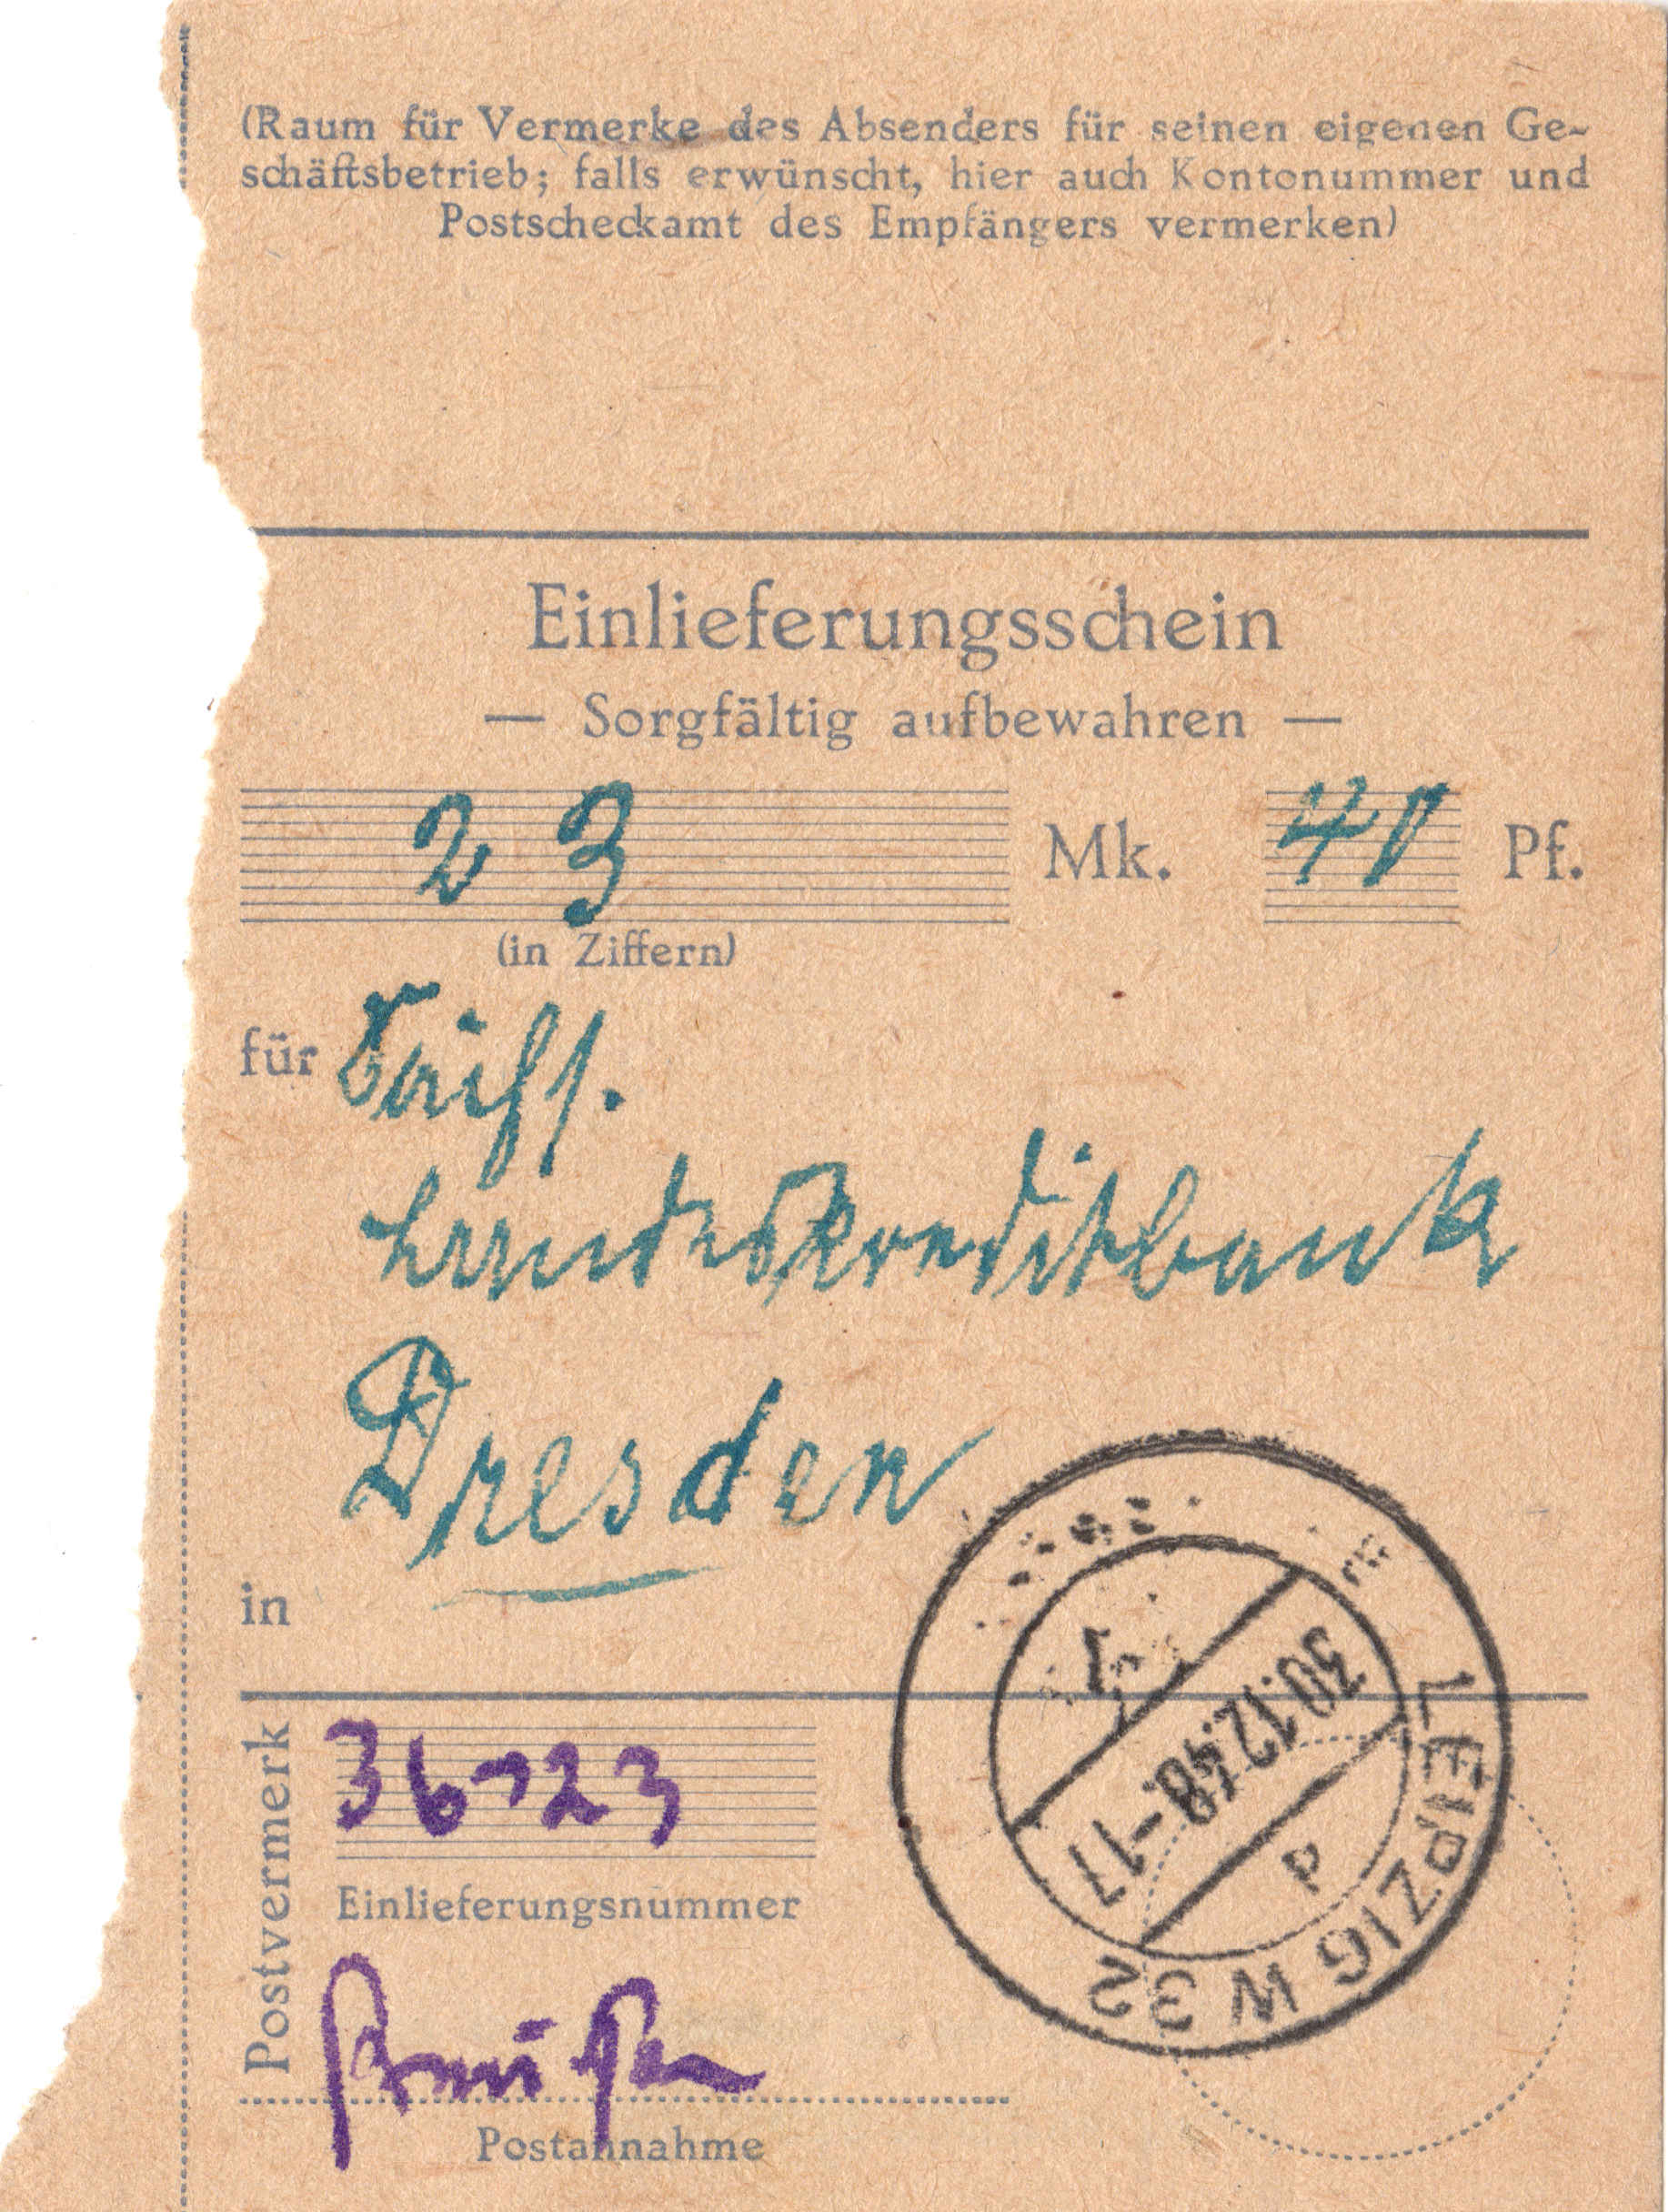 (Raum für Vermerke des Absenders für seinen eigenen Ge-
schäftsbetrieb; falls erwünscht, hier auch Kontonummer und
Postscheckamt des Empfängers vermerken)
Einlieferungsschein
— Sorgfältig aufbewahren —
23 Mk. 40 Pf.
(in Ziffern)
für Sächs.
Landeskreditbank
Dresden
in
Postvermerk
3623
Einlieferungsnummer
Postannahme
LEIPZIG W 32
30.12.48.-17
d